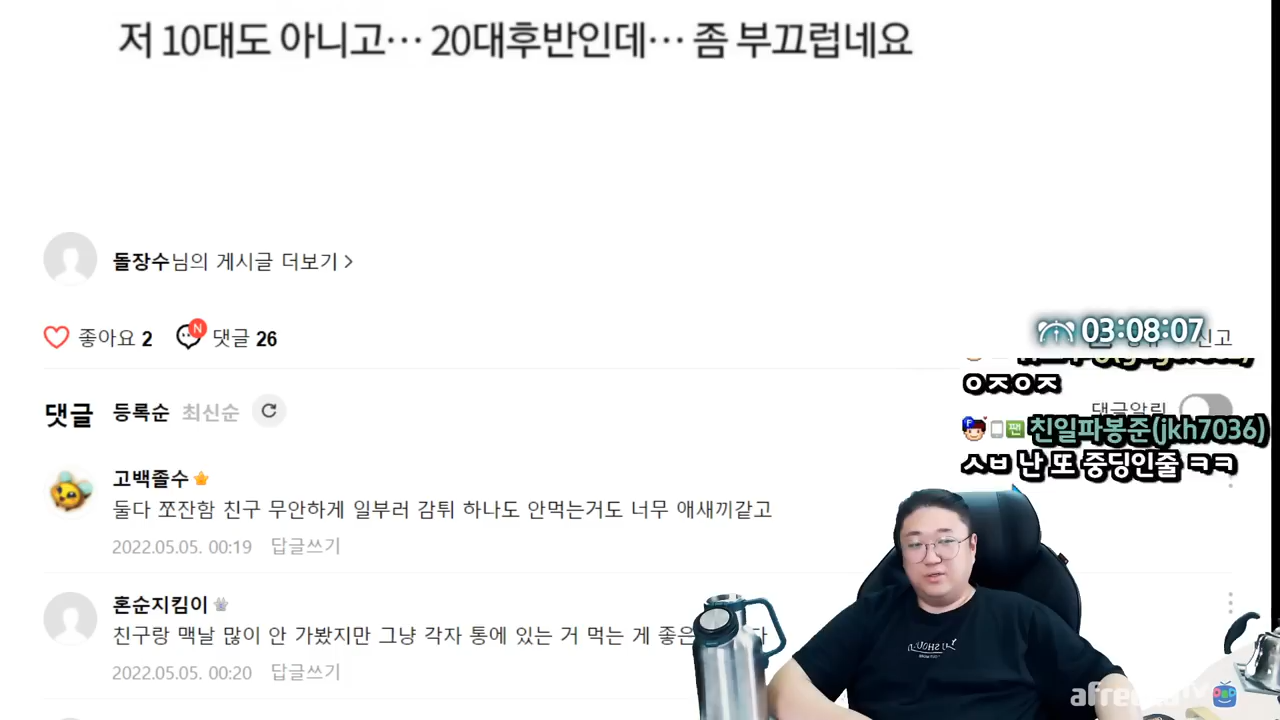 저 10대도 아니고… 20대후반인데… 좀 부끄럽네요
돌장수님의 게시글 더보기 >
좋아요 2 N 댓글 26
03:08:07
신고
ㅇㅈㅇㅈ
댓글 등록순 최신순
댓글알림
친일파봉준(jkh7036)
ㅅㅂ 난 또 중딩인줄 ㅋㅋ
고백졸수
둘다 쪼잔함 친구 무안하게 일부러 감튀 하나도 안먹는거도 너무 애새끼같고
2022.05.05. 00:19 답글쓰기
혼순지킴이
친구랑 맥날 많이 안 가봤지만 그냥 각자 통에 있는 거 먹는 게 좋은
2022.05.05. 00:20 답글쓰기